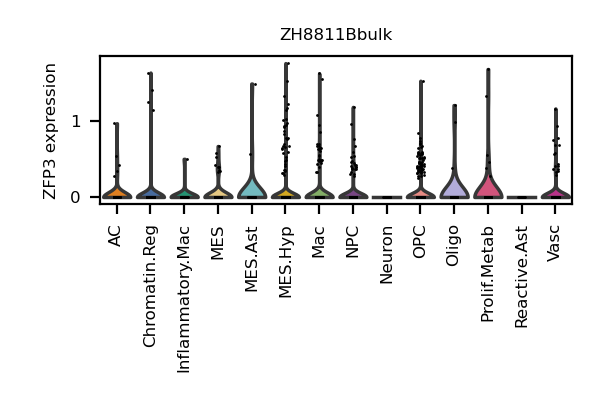 ZH8811Bbulk
ZFP3 expression
1
0
AC
Chromatin.Reg
Inflammatory.Mac
MES
MES.Ast
MES.Hyp
Mac
NPC
Neuron
OPC
Oligo
Prolif.Metab
Reactive.Ast
Vasc